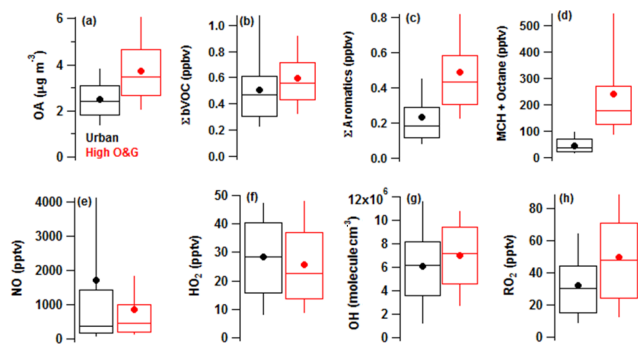 (a)
OA (µg m⁻³)
6
4
2
0
Urban
High O&G
(b)
ΣbVOC (ppbv)
1.0
0.8
0.6
0.4
0.2
0.0
(c)
ΣAromatics (ppbv)
0.8
0.6
0.4
0.2
0.0
(d)
MCH + Octane (pptv)
500
400
300
200
100
0
(e)
NO (pptv)
4000
3000
2000
1000
0
(f)
HO₂ (pptv)
50
40
30
20
10
0
(g)
OH (molecule cm⁻³)
12x10⁶
10
8
6
4
2
0
(h)
RO₂ (pptv)
80
60
40
20
0